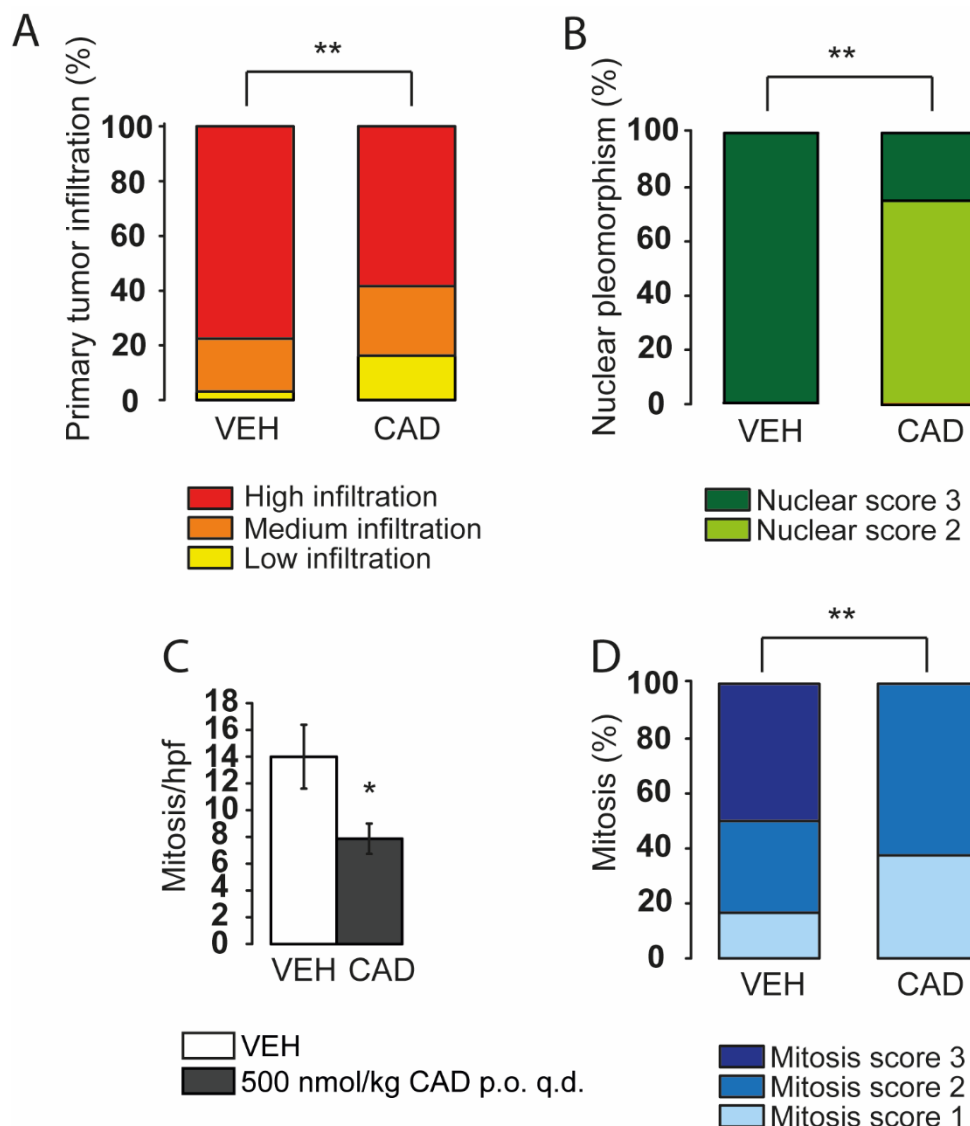 A
**
Primary tumor infiltration (%)
100
80
60
40
20
0
VEH CAD
High infiltration
Medium infiltration
Low infiltration
B
**
Nuclear pleomorphism (%)
100
80
60
40
20
0
VEH CAD
Nuclear score 3
Nuclear score 2
C
Mitosis/hpf
18
16
14
12
10
8
6
4
2
0
*
VEH CAD
VEH
500 nmol/kg CAD p.o. q.d.
D
**
Mitosis (%)
100
80
60
40
20
0
VEH CAD
Mitosis score 3
Mitosis score 2
Mitosis score 1